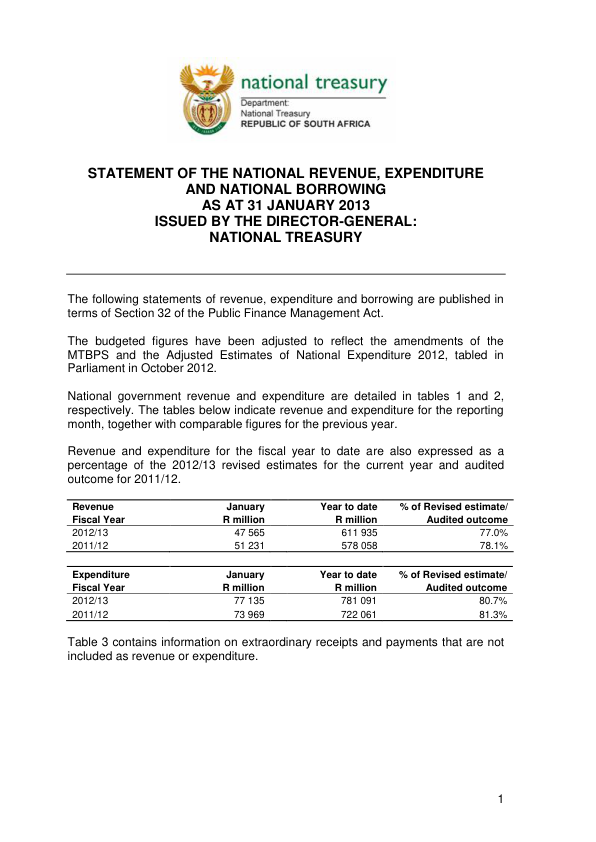 national treasury
Department:
National Treasury
REPUBLIC OF SOUTH AFRICA
STATEMENT OF THE NATIONAL REVENUE, EXPENDITURE
AND NATIONAL BORROWING
AS AT 31 JANUARY 2013
ISSUED BY THE DIRECTOR-GENERAL:
NATIONAL TREASURY
The following statements of revenue, expenditure and borrowing are published in
terms of Section 32 of the Public Finance Management Act.
The budgeted figures have been adjusted to reflect the amendments of the
MTBPS and the Adjusted Estimates of National Expenditure 2012, tabled in
Parliament in October 2012.
National government revenue and expenditure are detailed in tables 1 and 2,
respectively. The tables below indicate revenue and expenditure for the reporting
month, together with comparable figures for the previous year.
Revenue and expenditure for the fiscal year to date are also expressed as a
percentage of the 2012/13 revised estimates for the current year and audited
outcome for 2011/12.
Revenue January Year to date % of Revised estimate/
Fiscal Year R million R million Audited outcome
2012/13 47 565 611 935 77.0%
2011/12 51 231 578 058 78.1%
Expenditure January Year to date % of Revised estimate/
Fiscal Year R million R million Audited outcome
2012/13 77 135 781 091 80.7%
2011/12 73 969 722 061 81.3%
Table 3 contains information on extraordinary receipts and payments that are not
included as revenue or expenditure.
1